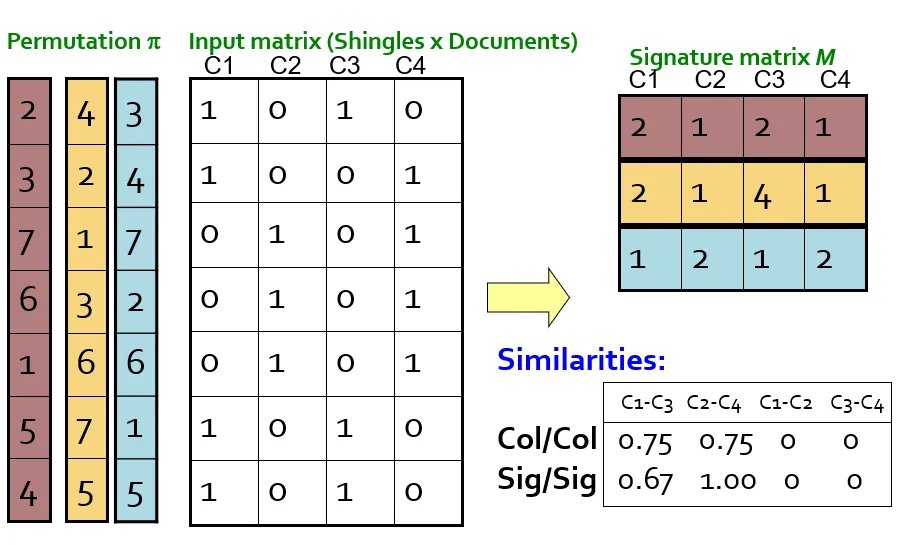 Permutation π
Input matrix (Shingles x Documents)
Signature matrix M
C1 C2 C3 C4
C1 C2 C3 C4
2 4 3 1 0 1 0
3 2 4 1 0 0 1
7 1 7 0 1 0 1
6 3 2 0 1 0 1
1 6 6 0 1 0 1
5 7 1 1 0 1 0
4 5 5 1 0 1 0
2 1 2 1
2 1 4 1
1 2 1 2
Similarities:
C1-C3 C2-C4 C1-C2 C3-C4
Col/Col 0.75 0.75 0 0
Sig/Sig 0.67 1.00 0 0